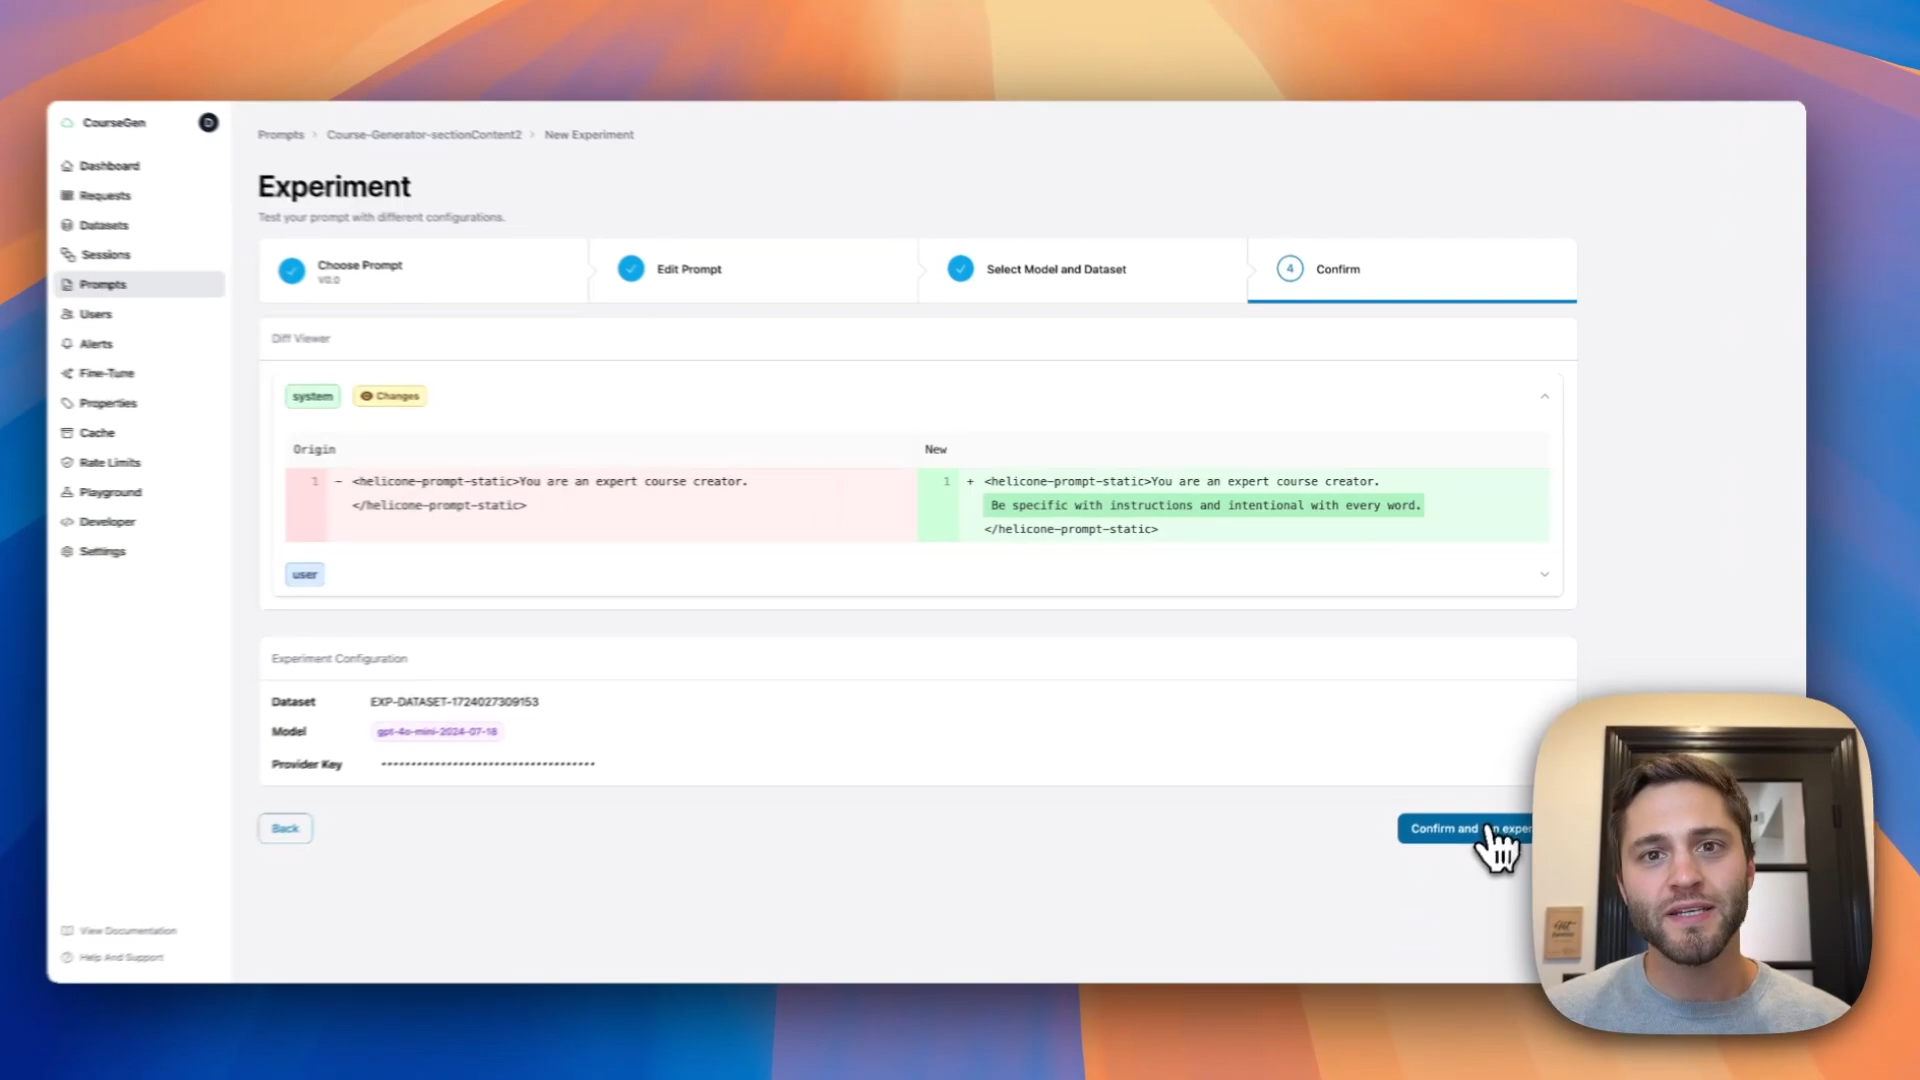 CourseGen
D
Dashboard
Requests
Datasets
Sessions
Prompts
Users
Alerts
Fine-Tune
Properties
Cache
Rate Limits
Playground
Developer
Settings
View Documentation
Help And Support
Prompts > Course-Generator-sectionContent2 > New Experiment
Experiment
Test your prompt with different configurations.
Choose Prompt
V0.0
Edit Prompt
Select Model and Dataset
4 Confirm
Diff Viewer
system Changes
Origin
1 - <helicone-prompt-static>You are an expert course creator.
</helicone-prompt-static>
New
1 + <helicone-prompt-static>You are an expert course creator.
Be specific with instructions and intentional with every word.
</helicone-prompt-static>
user
Experiment Configuration
Dataset EXP-DATASET-1724027309153
Model gpt-4o-mini-2024-07-18
Provider Key ••••••••••••••••••••••••••••••••••••
Back
Confirm and